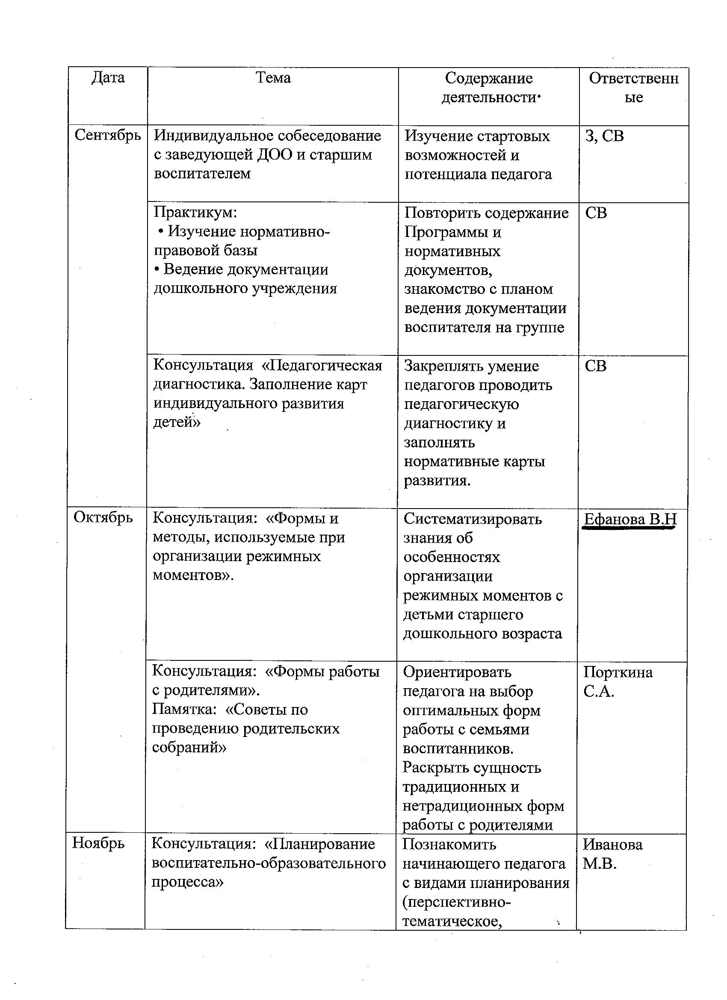 Дата
Тема
Содержание
деятельности
Ответственн
ые
Сентябрь
Индивидуальное собеседование
с заведующей ДОО и старшим
воспитателем
Изучение стартовых
возможностей и
потенциала педагога
З, СВ
Практикум:
• Изучение нормативно-
правовой базы
• Ведение документации
дошкольного учреждения
Повторить содержание
Программы и
нормативных
документов,
знакомство с планом
ведения документации
воспитателя на группе
СВ
Консультация «Педагогическая
диагностика. Заполнение карт
индивидуального развития
детей»
Закреплять умение
педагогов проводить
педагогическую
диагностику и
заполнять
нормативные карты
развития.
СВ
Октябрь
Консультация: «Формы и
методы, используемые при
организации режимных
моментов».
Систематизировать
знания об
особенностях
организации
режимных моментов с
детьми старшего
дошкольного возраста
Ефанова В.Н
Консультация: «Формы работы
с родителями».
Памятка: «Советы по
проведению родительских
собраний»
Ориентировать
педагога на выбор
оптимальных форм
работы с семьями
воспитанников.
Раскрыть сущность
традиционных и
нетрадиционных форм
работы с родителями
Порткина
С.А.
Ноябрь
Консультация: «Планирование
воспитательно-образовательного
процесса»
Познакомить
начинающего педагога
с видами планирования
(перспективно-
тематическое,
Иванова
М.В.